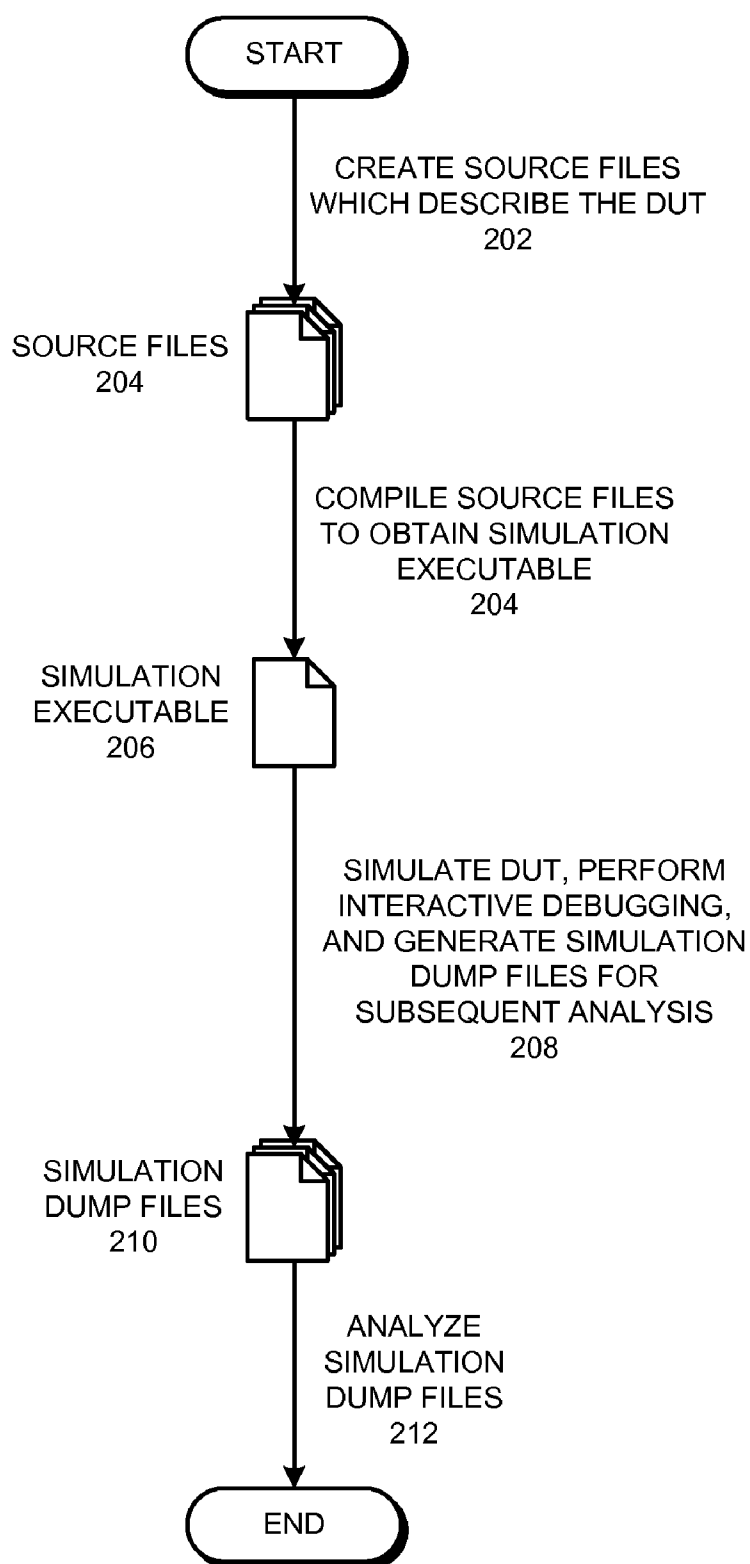 START
CREATE SOURCE FILES
WHICH DESCRIBE THE DUT
202
SOURCE FILES
204
COMPILE SOURCE FILES
TO OBTAIN SIMULATION
EXECUTABLE
204
SIMULATION
EXECUTABLE
206
SIMULATE DUT, PERFORM
INTERACTIVE DEBUGGING,
AND GENERATE SIMULATION
DUMP FILES FOR
SUBSEQUENT ANALYSIS
208
SIMULATION
DUMP FILES
210
ANALYZE
SIMULATION
DUMP FILES
212
END